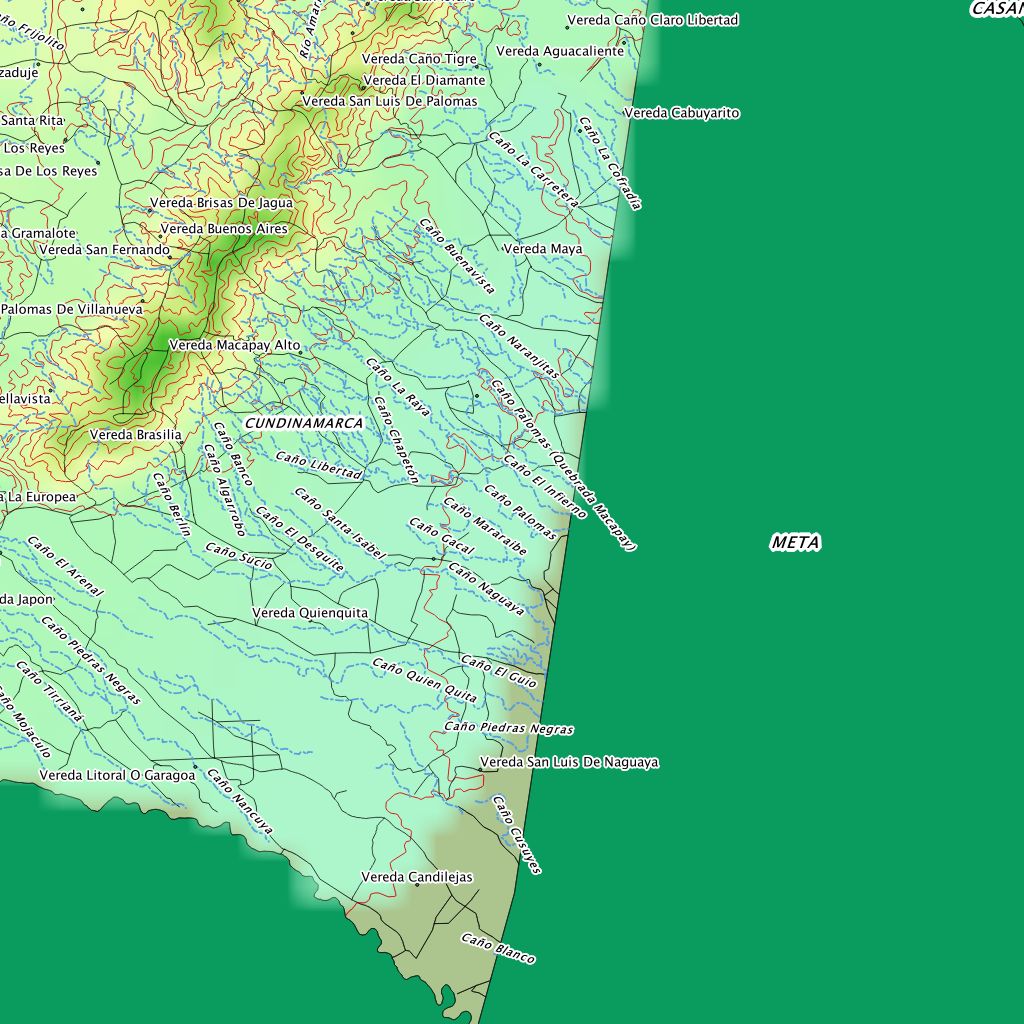 CASAN
Vereda Caño Claro Libertad
Río Amar
ño Frijolito
Vereda Aguacaliente
Vereda Caño Tigre
zaduje
Vereda El Diamante
Vereda San Luis De Palomas
Vereda Cabuyarito
Santa Rita
Caño La Cofradía
Los Reyes
Caño La Carretera
sa De Los Reyes
Vereda Brisas De Jagua
Vereda Buenos Aires
a Gramalote
Vereda San Fernando
Vereda Maya
Caño Buenavista
Palomas De Villanueva
Vereda Macapay Alto
Caño Naranjitas
Caño La Raya
ellavista
Caño Chapetón
Caño Palomas (Quebrada Macapay)
CUNDINAMARCA
Vereda Brasilia
Caño Banco
Caño Algarrobo
Caño Libertad
Caño El Infierno
a La Europea
Caño Berlín
Caño Santa Isabel
Caño Palomas
Caño Mararaibe
Caño El Desquite
Caño Gacal
META
Caño Sucio
Caño El Arenal
Caño Naguaya
da Japon
Vereda Quienquita
Caño Piedras Negras
Caño Tirrianá
Caño Quien Quita
Caño El Guio
año Mojaculo
Caño Piedras Negras
Vereda San Luis De Naguaya
Vereda Litoral O Garagoa
Caño Nancuya
Caño Cusuyes
Vereda Candilejas
Caño Blanco